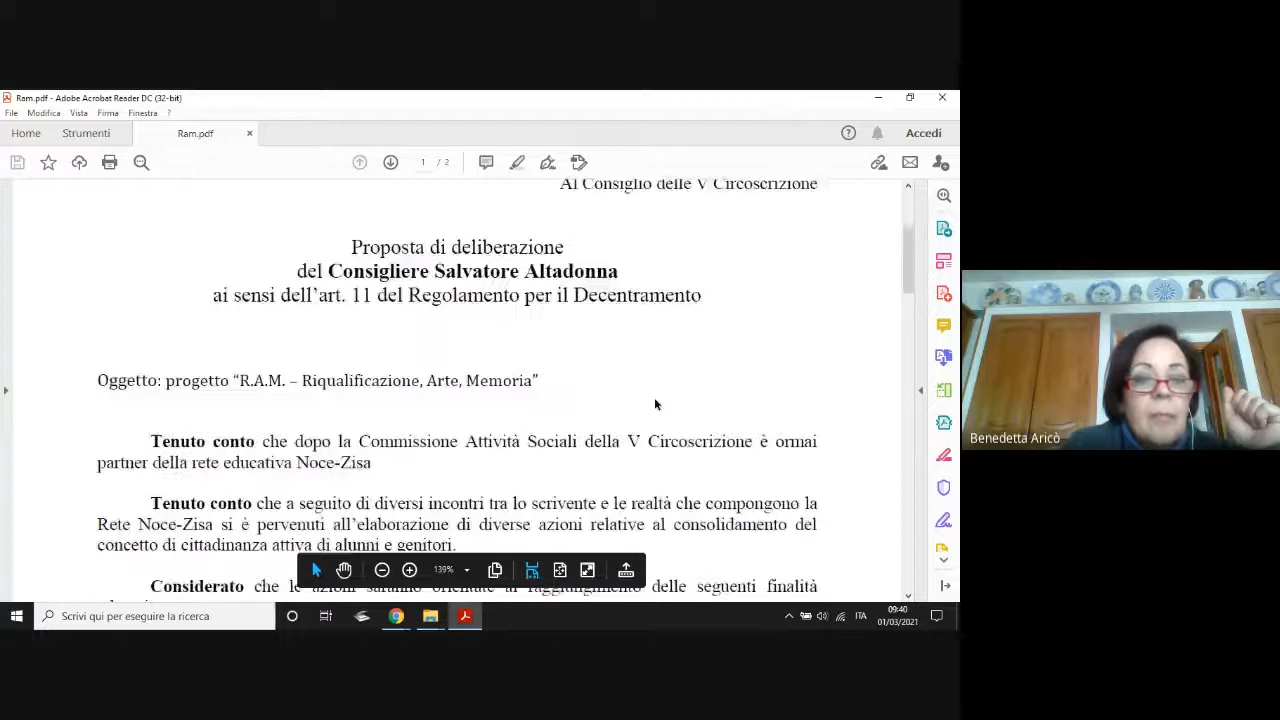 Ram.pdf - Adobe Acrobat Reader DC (32-bit)
File Modifica Vista Firma Finestra ?
Home Strumenti Ram.pdf × ? Accedi
1 / 2
Al Consiglio delle V Circoscrizione
Proposta di deliberazione
del Consigliere Salvatore Altadonna
ai sensi dell'art. 11 del Regolamento per il Decentramento
Oggetto: progetto “R.A.M. – Riqualificazione, Arte, Memoria”
Tenuto conto che dopo la Commissione Attività Sociali della V Circoscrizione è ormai
partner della rete educativa Noce-Zisa
Tenuto conto che a seguito di diversi incontri tra lo scrivente e le realtà che compongono la
Rete Noce-Zisa si è pervenuti all'elaborazione di diverse azioni relative al consolidamento del
concetto di cittadinanza attiva di alunni e genitori.
139%
Considerato che le azioni saranno orientate al raggiungimento delle seguenti finalità
Scrivi qui per eseguire la ricerca
ITA
09:40
01/03/2021
Benedetta Aricò